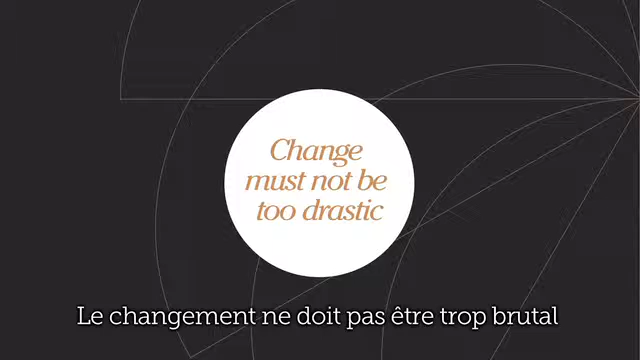 Change
must not be
too drastic
Le changement ne doit pas être trop brutal